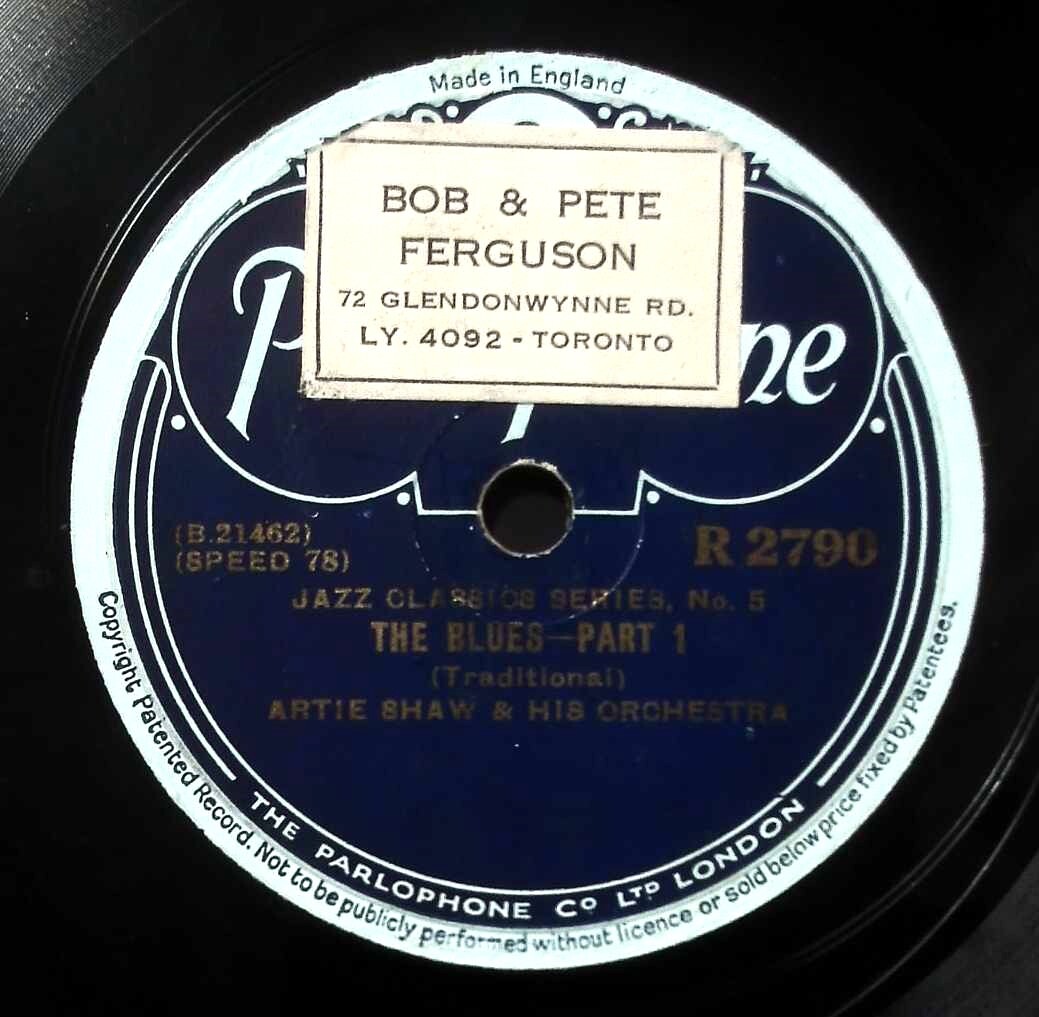 Made in England
BOB & PETE
FERGUSON
72 GLENDONWYNNE RD.
LY. 4092 - TORONTO
(B.21462)
(SPEED 78)
R 2790
JAZZ CLASSICS SERIES, No. 5
THE BLUES—PART 1
(Traditional)
ARTIE SHAW & HIS ORCHESTRA
THE PARLOPHONE Co LTD LONDON
Copyright Patented Record. Not to be publicly performed without licence or sold below price fixed by Patentees.